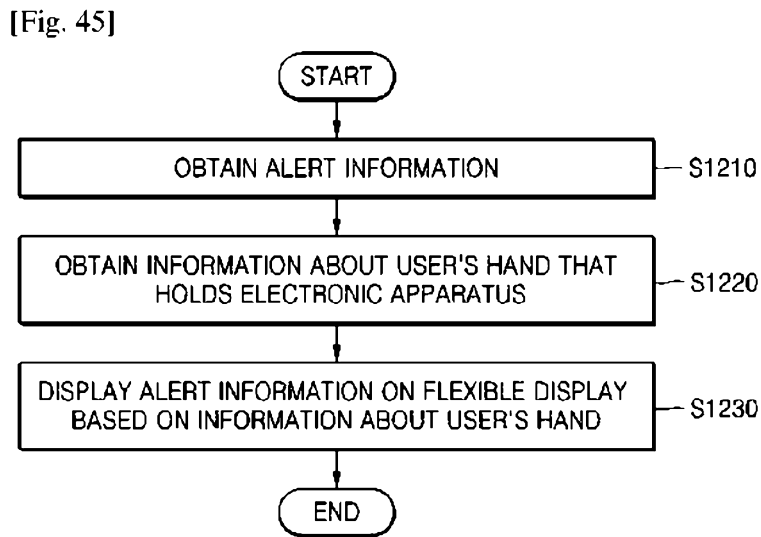 [Fig. 45]
START
OBTAIN ALERT INFORMATION
S1210
OBTAIN INFORMATION ABOUT USER'S HAND THAT
HOLDS ELECTRONIC APPARATUS
S1220
DISPLAY ALERT INFORMATION ON FLEXIBLE DISPLAY
BASED ON INFORMATION ABOUT USER'S HAND
S1230
END